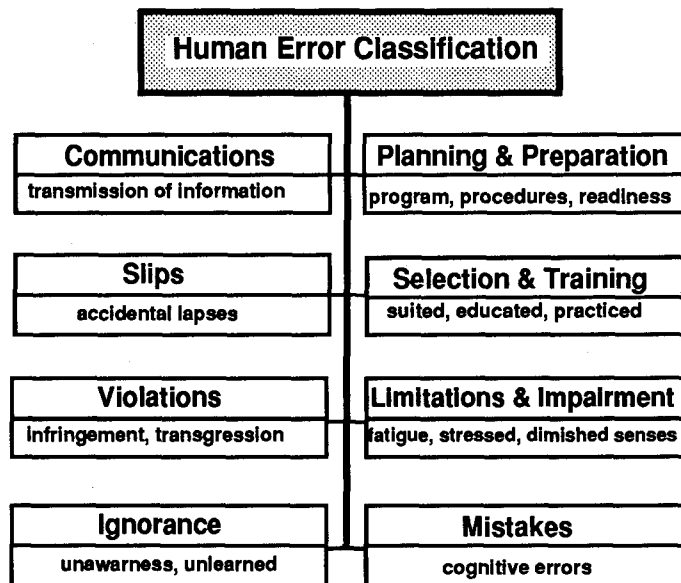 Human Error Classification
Communications
transmission of information
Planning & Preparation
program, procedures, readiness
Slips
accidental lapses
Selection & Training
suited, educated, practiced
Violations
infringement, transgression
Limitations & Impairment
fatigue, stressed, dimished senses
Ignorance
unawarness, unlearned
Mistakes
cognitive errors